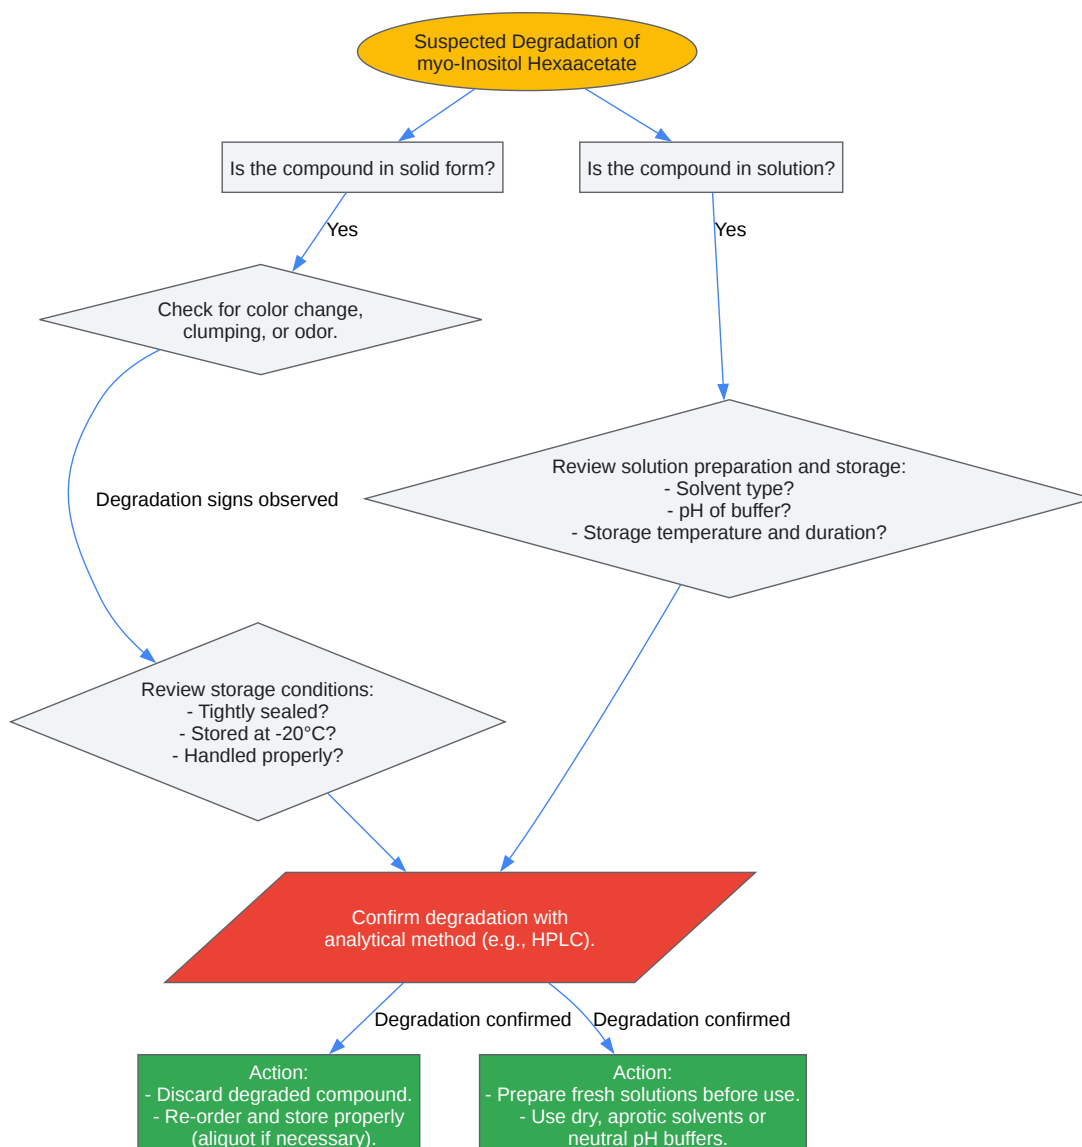 Suspected Degradation of
myo-Inositol Hexaacetate
Is the compound in solid form?
Is the compound in solution?
Yes
Yes
Check for color change,
clumping, or odor.
Review solution preparation and storage:
- Solvent type?
- pH of buffer?
- Storage temperature and duration?
Degradation signs observed
Review storage conditions:
- Tightly sealed?
- Stored at -20°C?
- Handled properly?
Confirm degradation with
analytical method (e.g., HPLC).
Degradation confirmed
Degradation confirmed
Action:
- Discard degraded compound.
- Re-order and store properly
(aliquot if necessary).
Action:
- Prepare fresh solutions before use.
- Use dry, aprotic solvents or
neutral pH buffers.